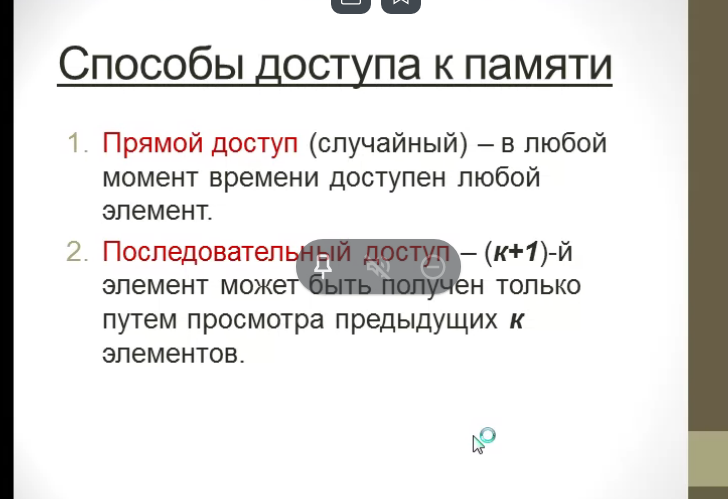 Способы доступа к памяти
1. Прямой доступ (случайный) – в любой
момент времени доступен любой
элемент.
2. Последовательный доступ – (к+1)-й
элемент может быть получен только
путем просмотра предыдущих к
элементов.